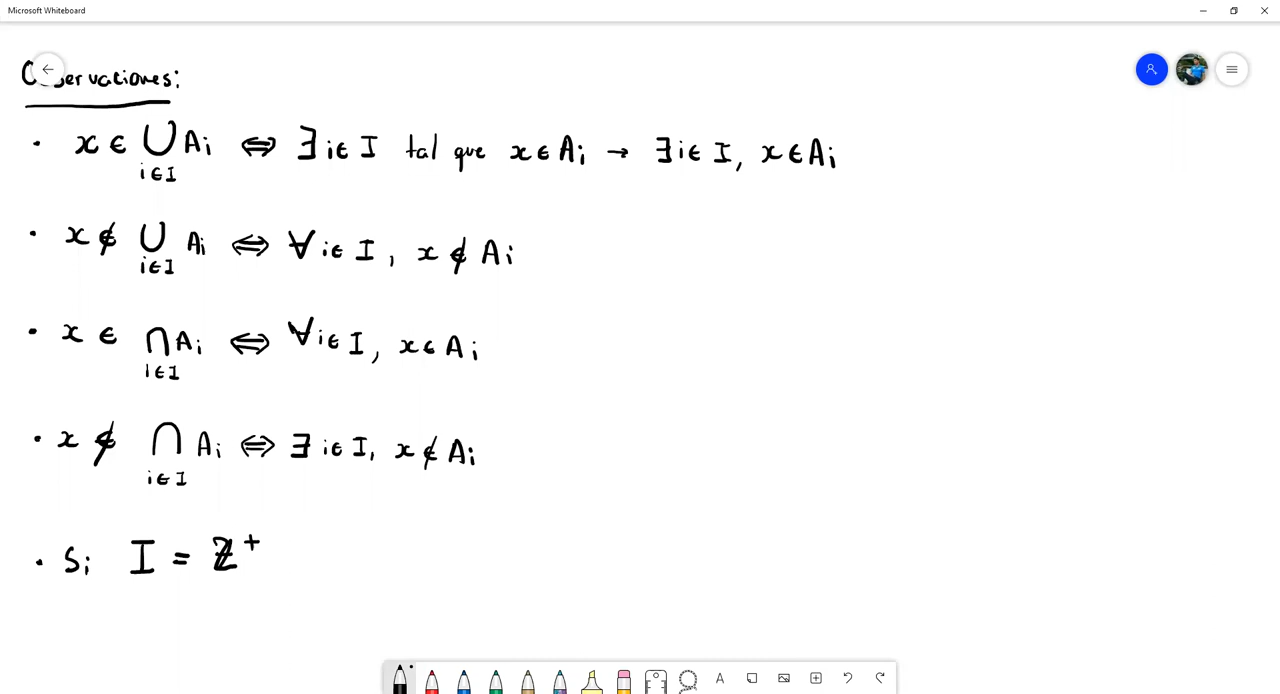 Microsoft Whiteboard
Observaciones:
• x ∈ ⋃_{i∈I} Aᵢ ⇔ ∃ i∈I tal que x∈Aᵢ → ∃ i∈I, x∈Aᵢ
• x ∉ ⋃_{i∈I} Aᵢ ⇔ ∀ i∈I, x ∉ Aᵢ
• x ∈ ⋂_{i∈I} Aᵢ ⇔ ∀ i∈I, x∈Aᵢ
• x ∉ ⋂_{i∈I} Aᵢ ⇔ ∃ i∈I, x∉Aᵢ
• Si I = ℤ⁺
A